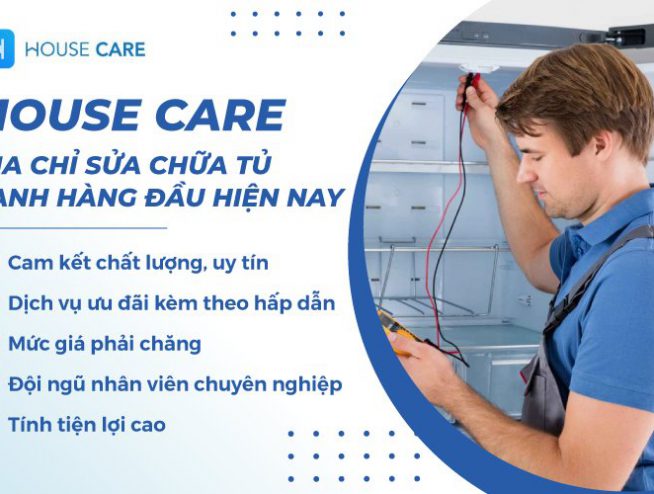 HOUSE CARE
HOUSE CARE
ỊA CHỈ SỬA CHỮA TỦ
LẠNH HÀNG ĐẦU HIỆN NAY
Cam kết chất lượng, uy tín
Dịch vụ ưu đãi kèm theo hấp dẫn
Mức giá phải chăng
Đội ngũ nhân viên chuyên nghiệp
Tính tiện lợi cao